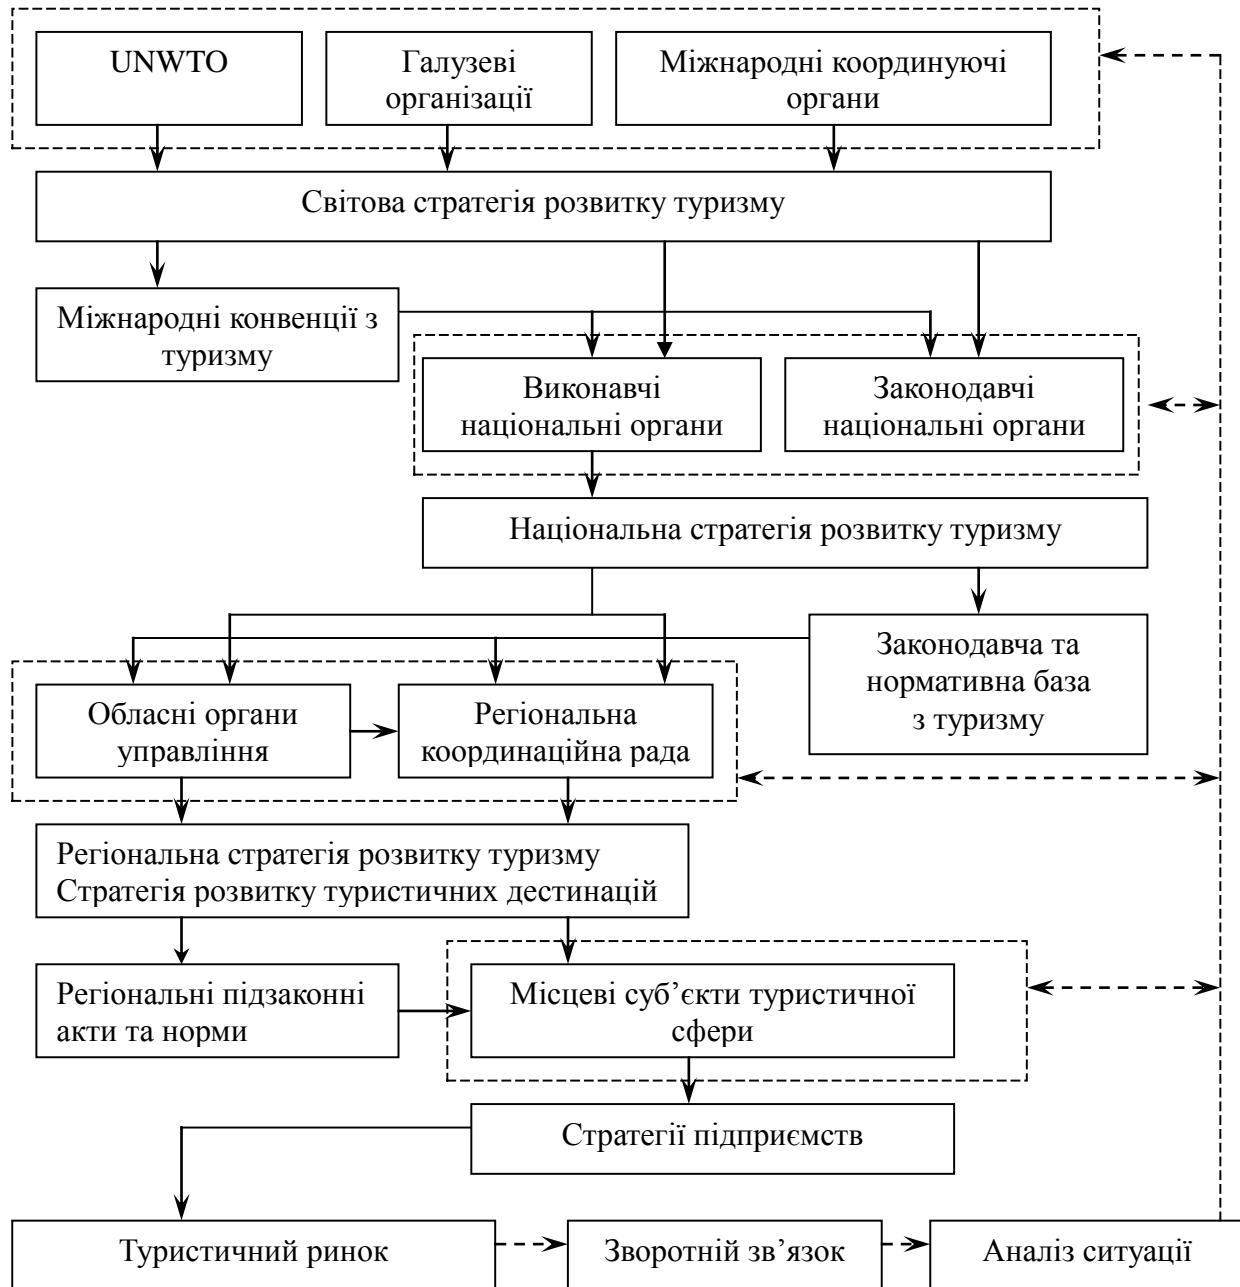 UNWTO
Галузеві
організації
Міжнародні координуючі
органи
Світова стратегія розвитку туризму
Міжнародні конвенції з
туризму
Виконавчі
національні органи
Законодавчі
національні органи
Національна стратегія розвитку туризму
Законодавча та
нормативна база
з туризму
Обласні органи
управління
Регіональна
координаційна рада
Регіональна стратегія розвитку туризму
Стратегія розвитку туристичних дестинацій
Регіональні підзаконні
акти та норми
Місцеві суб’єкти туристичної
сфери
Стратегії підприємств
Туристичний ринок
Зворотній зв’язок
Аналіз ситуації